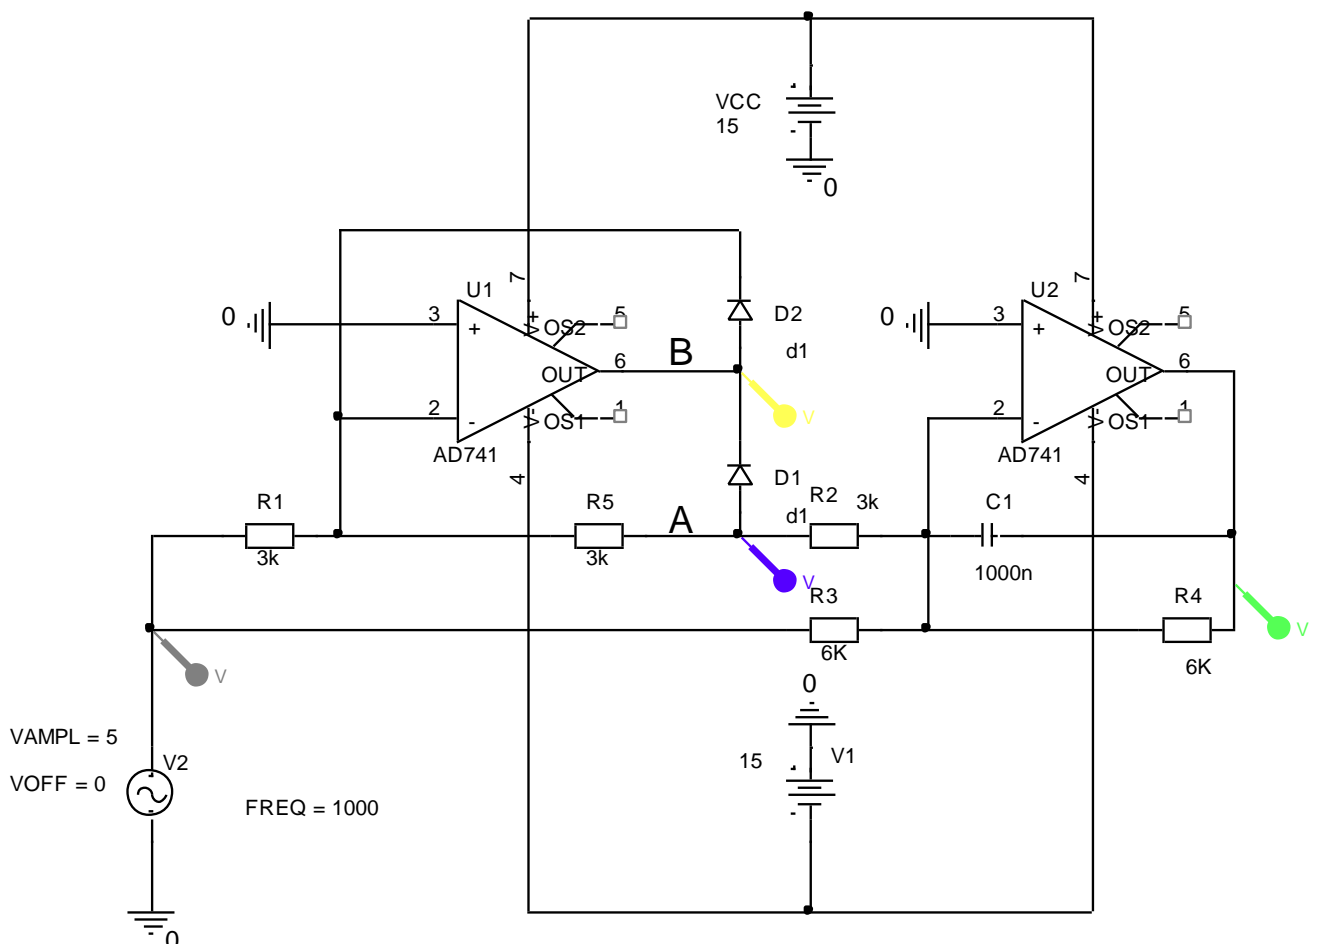 VCC
15
0
7
7
U1
U2
0
3
+
V+
OS2
5
D2
d1
0
3
+
V+
OS2
5
B
6
OUT
6
OUT
V
2
-
V-
OS1
1
2
-
V-
OS1
1
AD741
AD741
4
4
D1
d1
R1
3k
R5
3k
A
R2
3k
C1
1000n
V
R3
6K
R4
6K
V
V
0
VAMPL = 5
V2
VOFF = 0
FREQ = 1000
15
V1
0